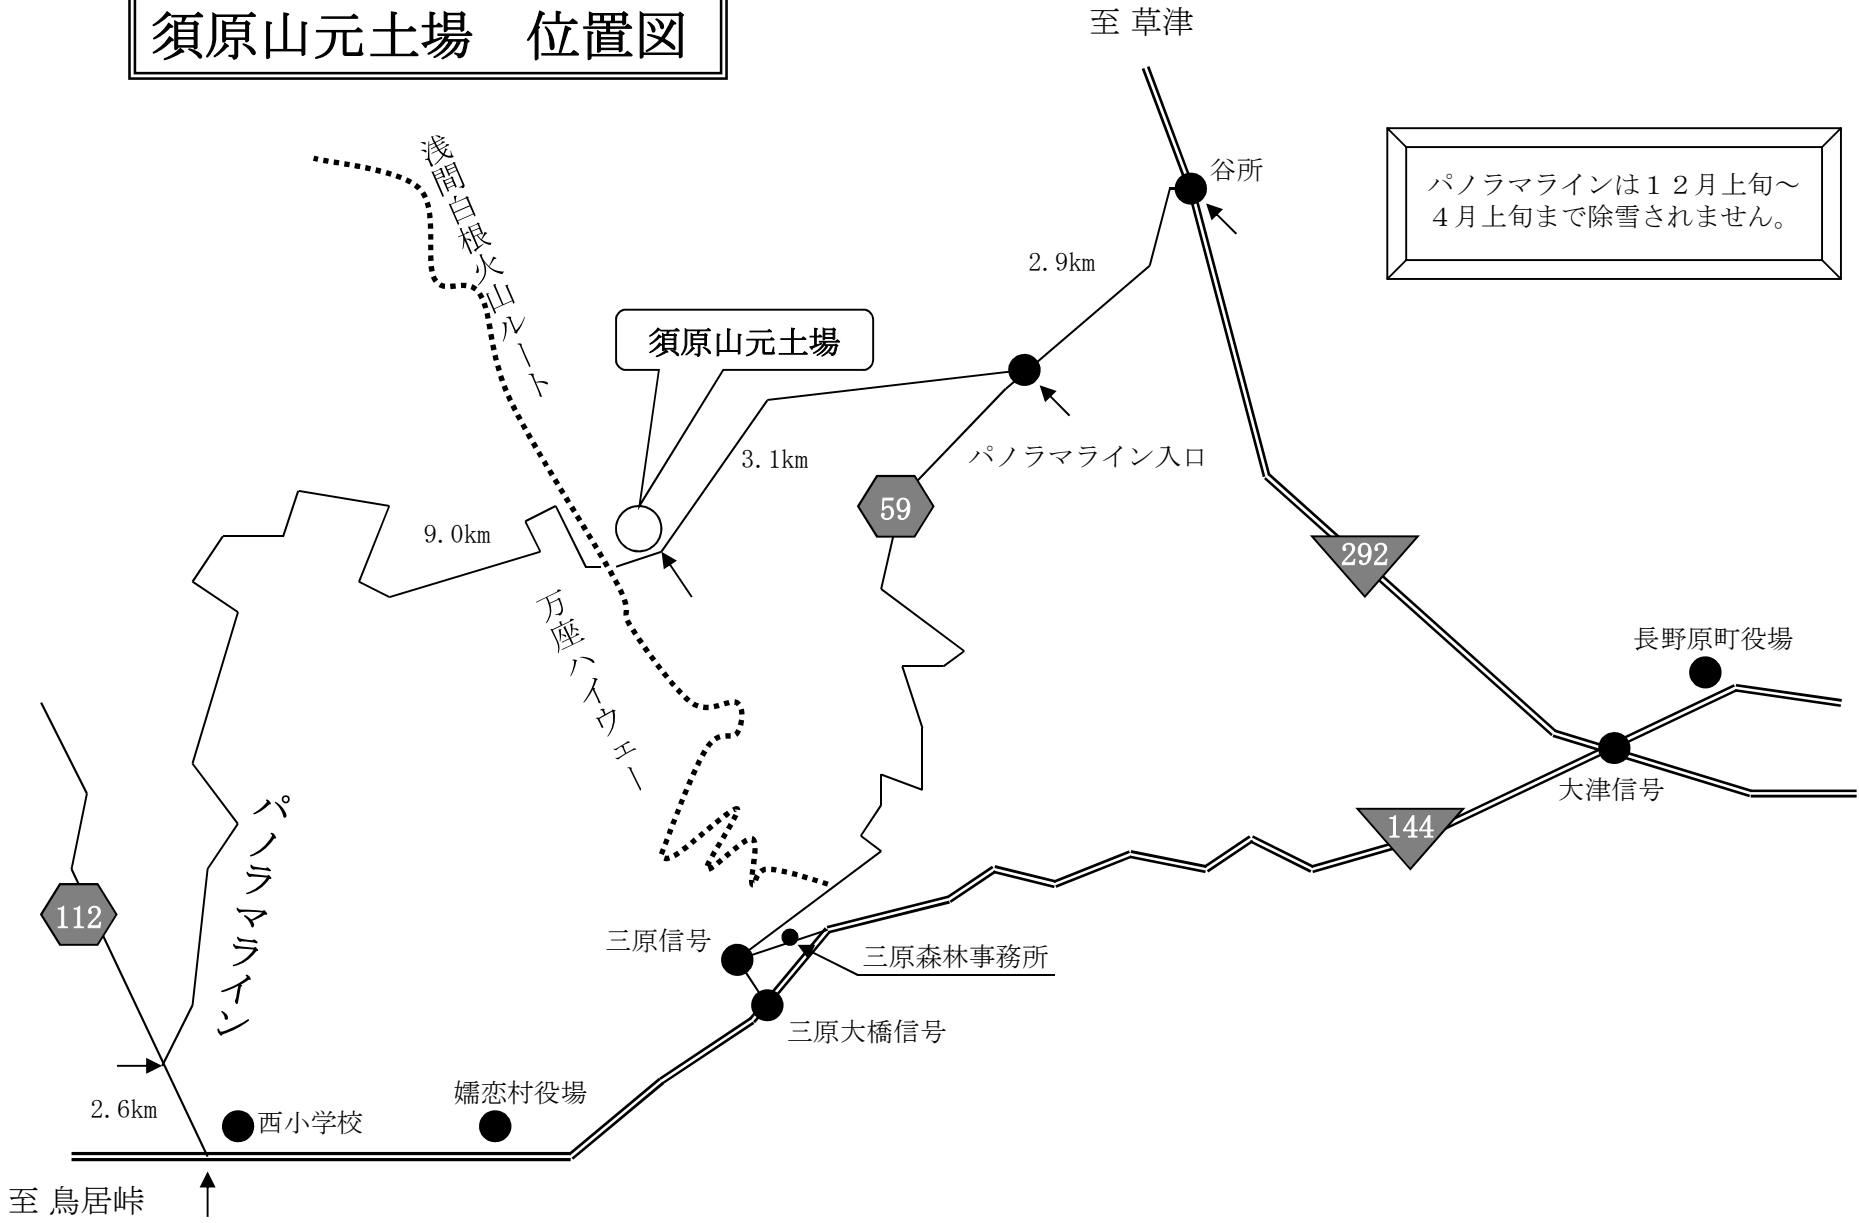 須原山元土場　位置図
至 草津
谷所
パノラマラインは１２月上旬～
４月上旬まで除雪されません。
浅間白根火山ルート
2.9km
須原山元土場
3.1km
パノラマライン入口
59
9.0km
292
万座ハイウェー
長野原町役場
大津信号
144
パノラマライン
112
三原信号
三原森林事務所
三原大橋信号
嬬恋村役場
2.6km
西小学校
至 鳥居峠